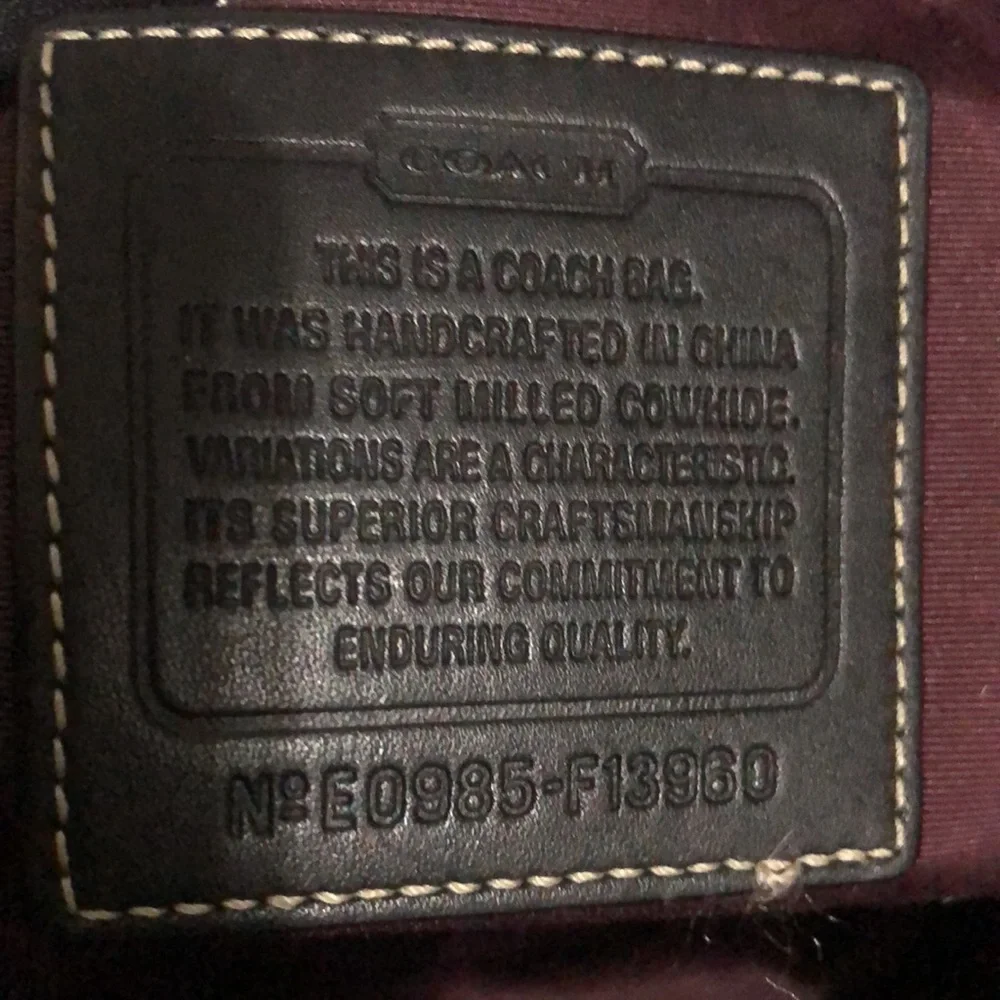 COACH
THIS IS A COACH BAG.
IT WAS HANDCRAFTED IN CHINA
FROM SOFT MILLED COWHIDE.
VARIATIONS ARE A CHARACTERISTIC.
ITS SUPERIOR CRAFTSMANSHIP
REFLECTS OUR COMMITMENT TO
ENDURING QUALITY.
Nº E0985-F13960